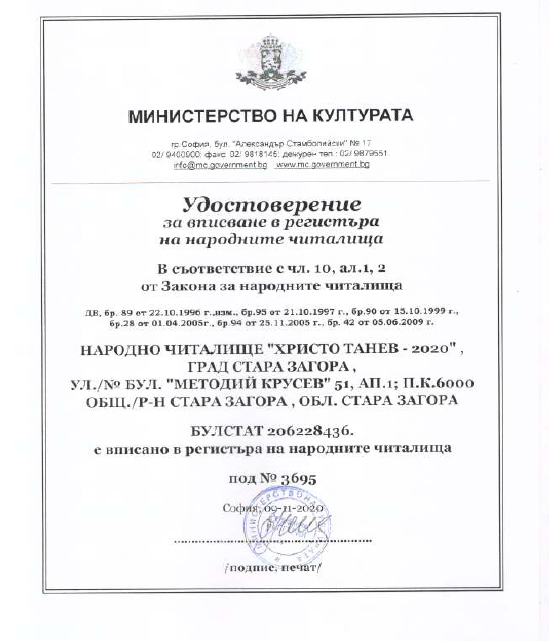 МИНИСТЕРСТВО НА КУЛТУРАТА
гр.София, бул. "Александър Стамболийски" № 17
02/ 9400900; факс: 02/ 9818145; дежурен тел.: 02/ 9879551
info@mc.government.bg www.mc.government.bg
Удостоверение
за вписване в регистъра
на народните читалища
В съответствие с чл. 10, ал.1, 2
от Закона за народните читалища
ДВ, бр. 89 от 22.10.1996 г.,изм., бр.95 от 21.10.1997 г., бр.90 от 15.10.1999 г.,
бр.28 от 01.04.2005г., бр.94 от 25.11.2005 г., бр. 42 от 05.06.2009 г.
НАРОДНО ЧИТАЛИЩЕ "ХРИСТО ТАНЕВ - 2020" ,
ГРАД СТАРА ЗАГОРА ,
УЛ./№ БУЛ. "МЕТОДИЙ КРУСЕВ" 51, АП.1; П.К.6000
ОБЩ./Р-Н СТАРА ЗАГОРА , ОБЛ. СТАРА ЗАГОРА
БУЛСТАТ 206228436.
е вписано в регистъра на народните читалища
под № 3695
София, 09-11-2020
/подпис, печат/